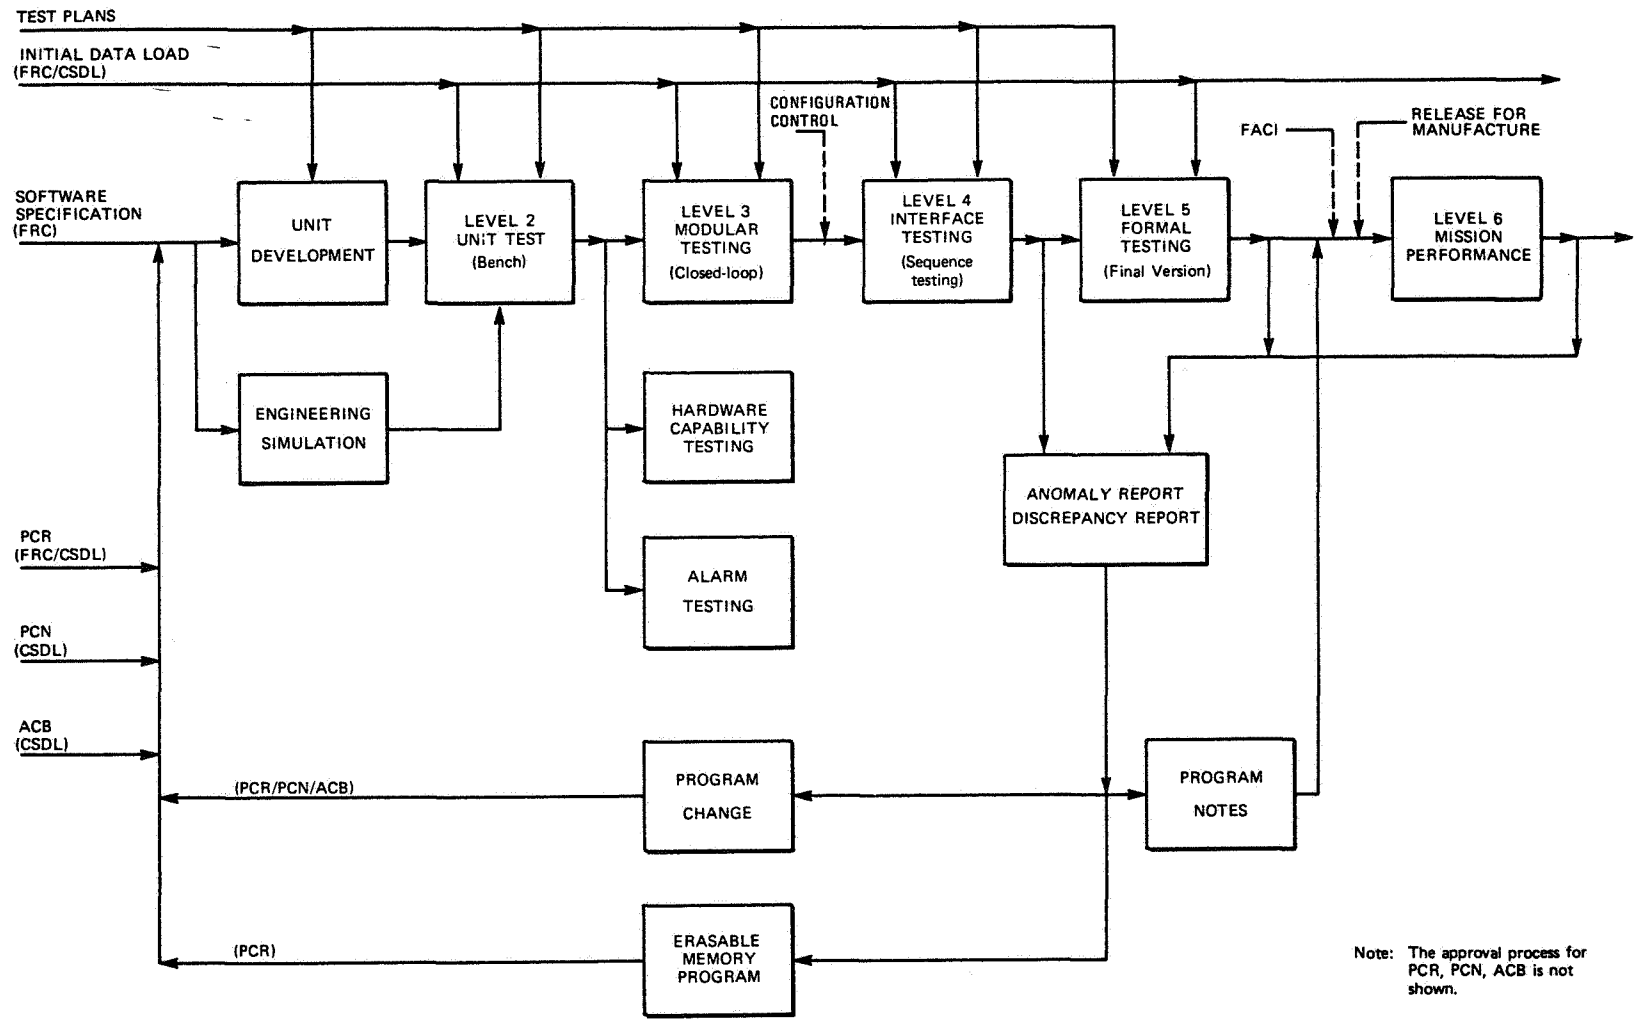 TEST PLANS
INITIAL DATA LOAD
(FRC/CSDL)
CONFIGURATION
CONTROL
FACI
RELEASE FOR
MANUFACTURE
SOFTWARE
SPECIFICATION
(FRC)
UNIT
DEVELOPMENT
LEVEL 2
UNIT TEST
(Bench)
LEVEL 3
MODULAR
TESTING
(Closed-loop)
LEVEL 4
INTERFACE
TESTING
(Sequence
testing)
LEVEL 5
FORMAL
TESTING
(Final Version)
LEVEL 6
MISSION
PERFORMANCE
ENGINEERING
SIMULATION
HARDWARE
CAPABILITY
TESTING
ANOMALY REPORT
DISCREPANCY REPORT
PCR
(FRC/CSDL)
ALARM
TESTING
PCN
(CSDL)
ACB
(CSDL)
(PCR/PCN/ACB)
PROGRAM
CHANGE
PROGRAM
NOTES
(PCR)
ERASABLE
MEMORY
PROGRAM
Note: The approval process for
PCR, PCN, ACB is not
shown.